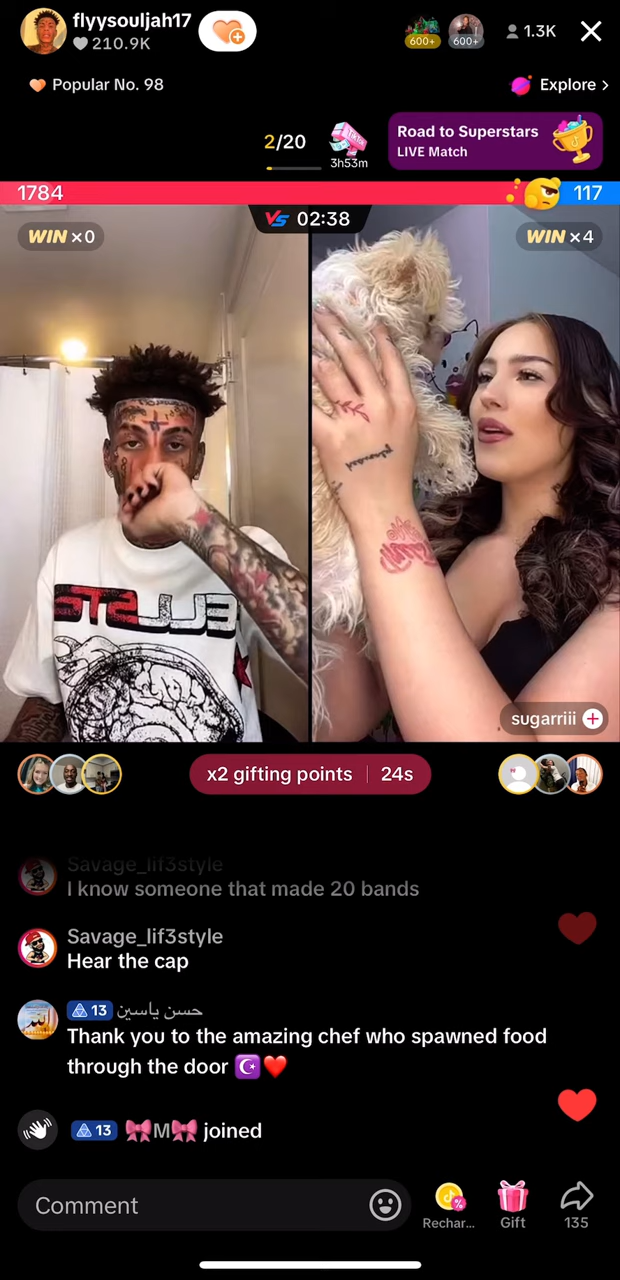 flyysouljah17
210.9K
600+
600+
1.3K
Popular No. 98
Explore >
2/20
3h53m
Road to Superstars
LIVE Match
1784
117
VS 02:38
WIN x0
WIN x4
sugarriii
x2 gifting points | 24s
Savage_lif3style
I know someone that made 20 bands
Savage_lif3style
Hear the cap
13 حسن ياسين
Thank you to the amazing chef who spawned food
through the door ☪️❤️
13 🎀M🎀 joined
Comment
Rechar...
Gift
135